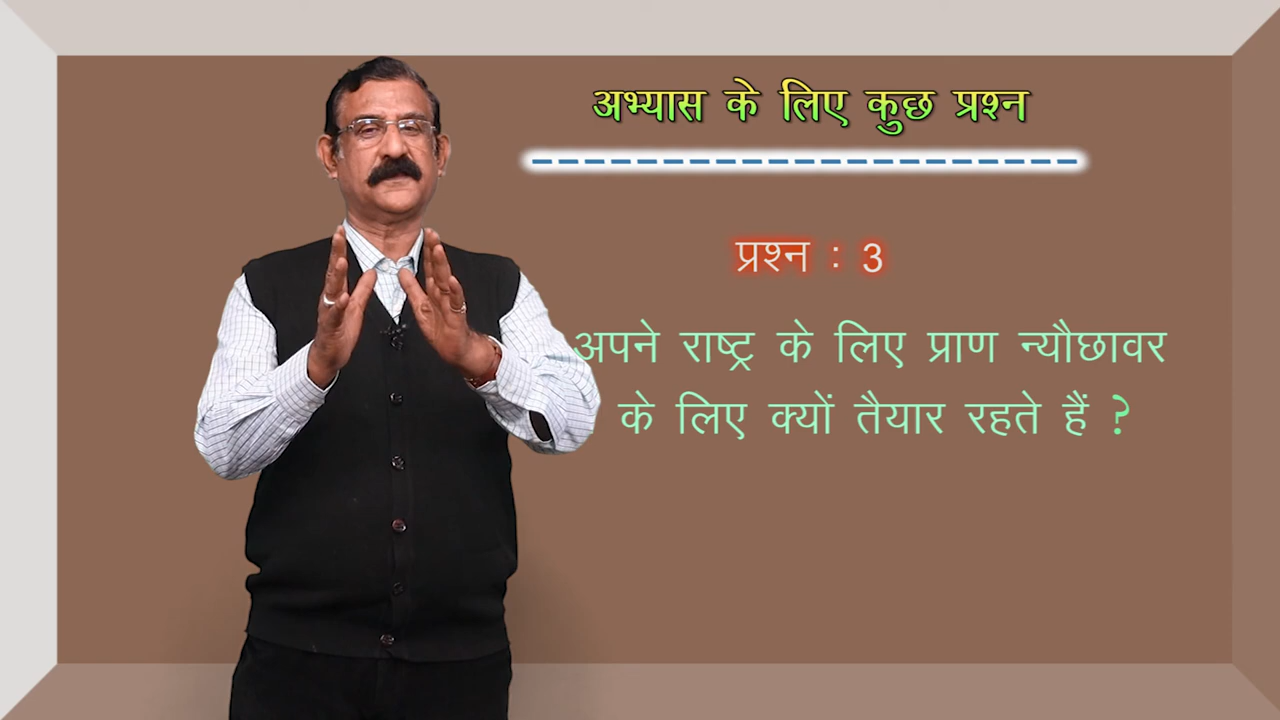 अभ्यास के लिए कुछ प्रश्न
प्रश्न : 3
अपने राष्ट्र के लिए प्राण न्यौछावर
के लिए क्यों तैयार रहते हैं ?